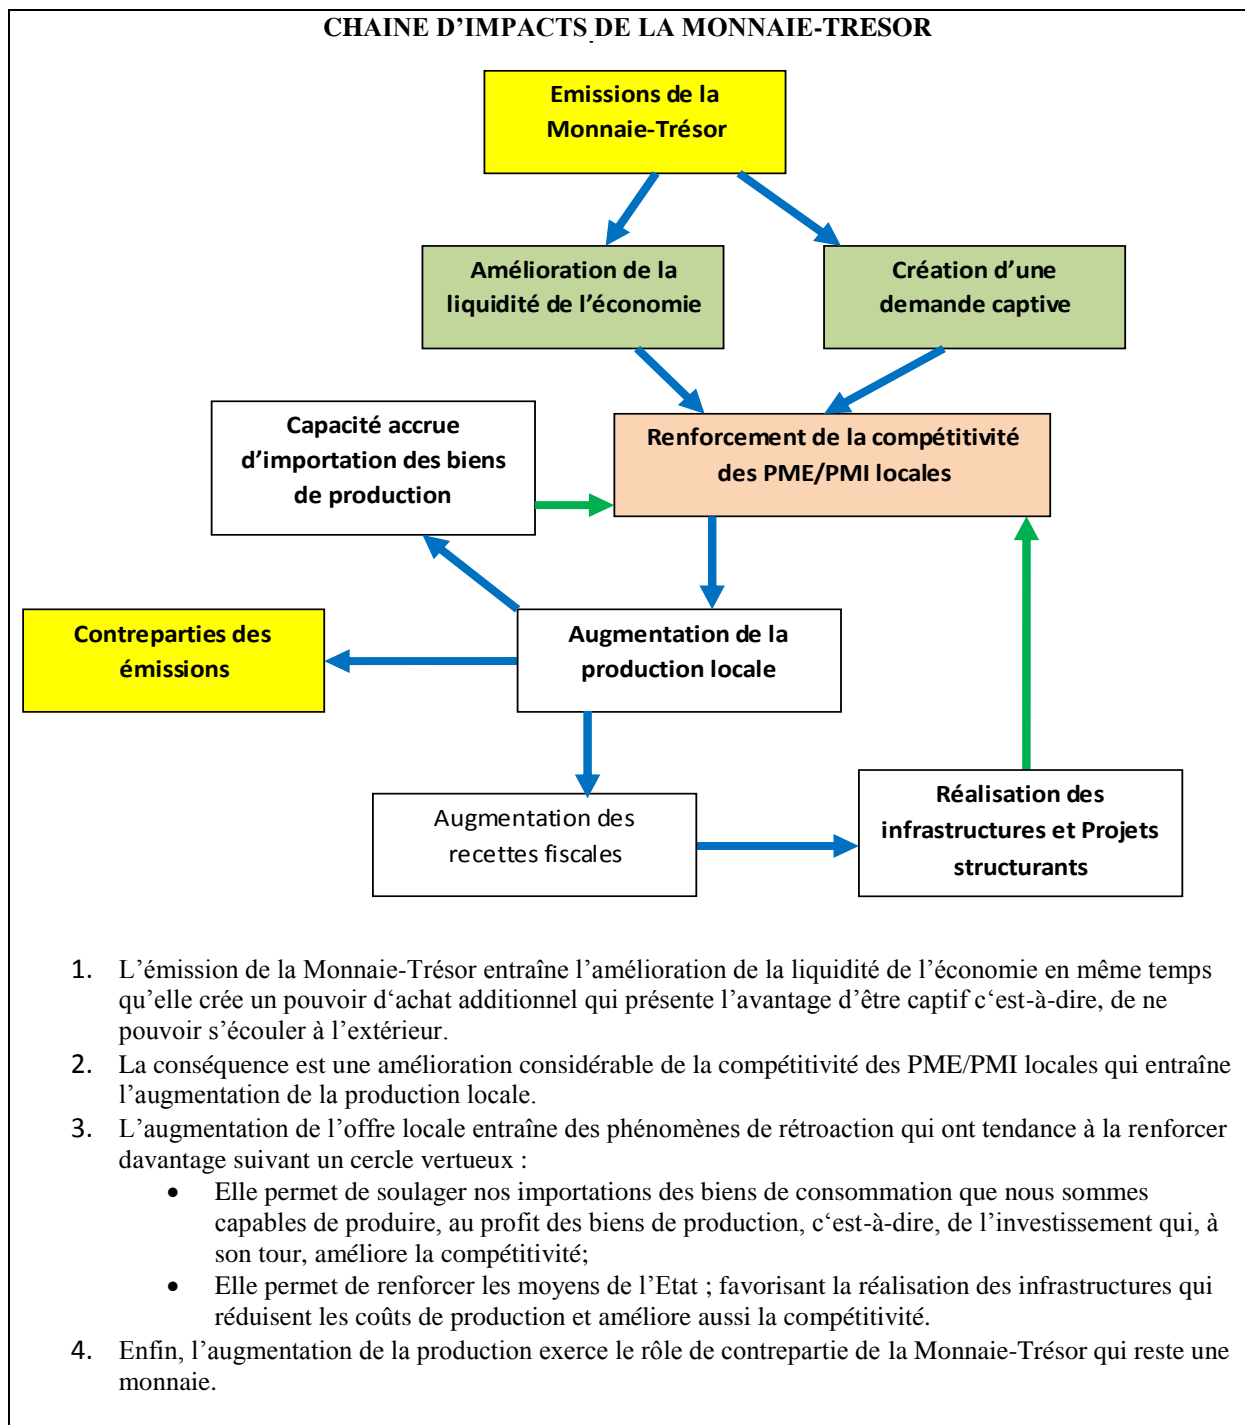 CHAINE D’IMPACTS DE LA MONNAIE-TRESOR
Emissions de la
Monnaie-Trésor
Amélioration de la
liquidité de l’économie
Création d’une
demande captive
Capacité accrue
d’importation des biens
de production
Renforcement de la compétitivité
des PME/PMI locales
Contreparties des
émissions
Augmentation de la
production locale
Augmentation des
recettes fiscales
Réalisation des
infrastructures et Projets
structurants
1. L’émission de la Monnaie-Trésor entraîne l’amélioration de la liquidité de l’économie en même temps
qu’elle crée un pouvoir d‘achat additionnel qui présente l’avantage d’être captif c‘est-à-dire, de ne
pouvoir s’écouler à l’extérieur.
2. La conséquence est une amélioration considérable de la compétitivité des PME/PMI locales qui entraîne
l’augmentation de la production locale.
3. L’augmentation de l’offre locale entraîne des phénomènes de rétroaction qui ont tendance à la renforcer
davantage suivant un cercle vertueux :
• Elle permet de soulager nos importations des biens de consommation que nous sommes
capables de produire, au profit des biens de production, c‘est-à-dire, de l’investissement qui, à
son tour, améliore la compétitivité;
• Elle permet de renforcer les moyens de l’Etat ; favorisant la réalisation des infrastructures qui
réduisent les coûts de production et améliore aussi la compétitivité.
4. Enfin, l’augmentation de la production exerce le rôle de contrepartie de la Monnaie-Trésor qui reste une
monnaie.